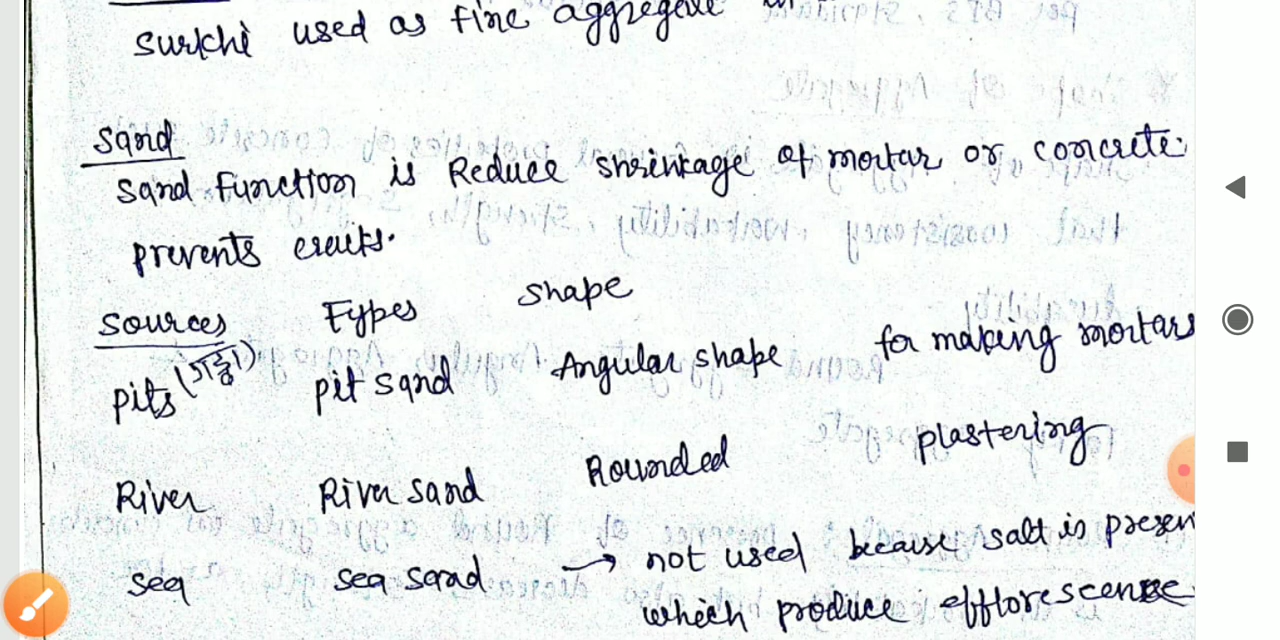 surkhi used as fine aggregate
Sand
Sand function is Reduce shrinkage of mortar or concrete
prevents cracks.
Sources Types shape
Pits (गड्ढा) pit sand Angular shape for making mortars
River River sand Rounded plastering
sea sea sand → not used because salt is presen
which produce efflorescence